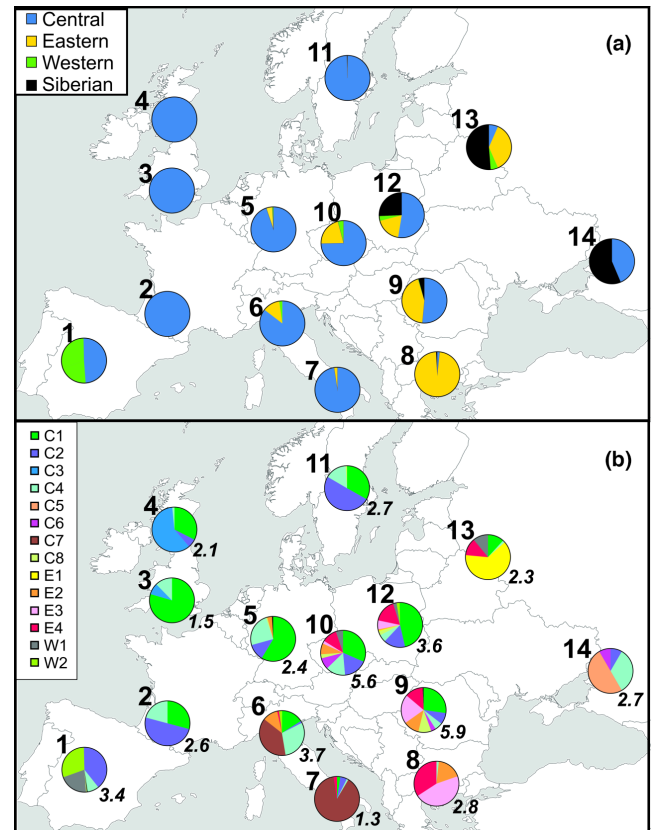 Central
Eastern
Western
Siberian
(a)
11
4
13
3
12
5
10
14
2
9
6
1
8
7
(b)
C1
C2
C3
C4
C5
C6
C7
C8
E1
E2
E3
E4
W1
W2
11
2.7
4
2.1
13
2.3
3
1.5
12
3.6
5
2.4
10
5.6
14
2.7
2
2.6
9
5.9
6
3.7
1
3.4
8
2.8
7
1.3